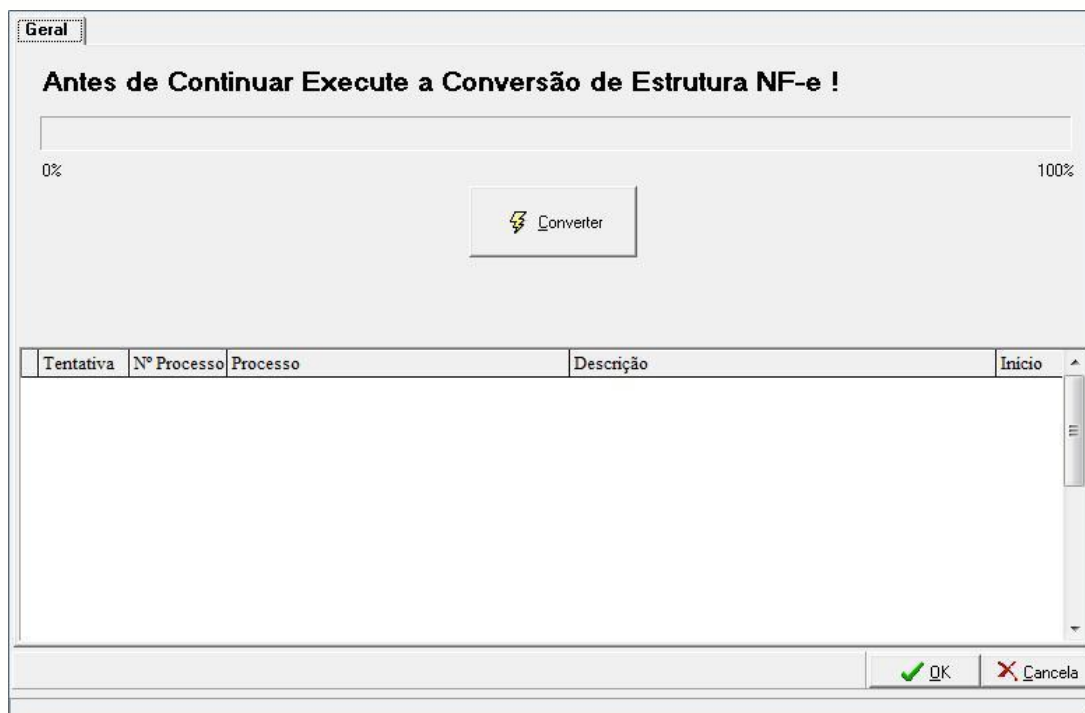 Geral
Antes de Continuar Execute a Conversão de Estrutura NF-e !
0% 100%
Converter
Tentativa Nº Processo Processo Descrição Inicio
OK Cancela